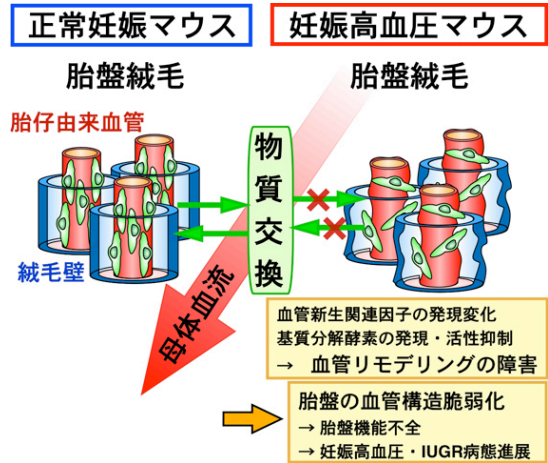 正常妊娠マウス
妊娠高血圧マウス
胎盤絨毛
胎盤絨毛
胎仔由来血管
物質交換
絨毛壁
母体血流
血管新生関連因子の発現変化
基質分解酵素の発現・活性抑制
→ 血管リモデリングの障害
胎盤の血管構造脆弱化
→ 胎盤機能不全
→ 妊娠高血圧・IUGR病態進展